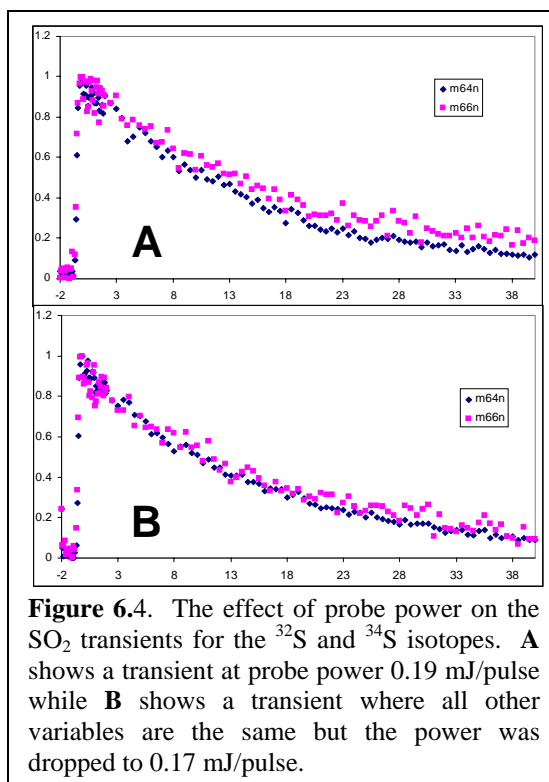 1.2
1
0.8
0.6
0.4
0.2
0
-2 3 8 13 18 23 28 33 38
m64n
m66n
A
1.2
1
0.8
0.6
0.4
0.2
0
-2 3 8 13 18 23 28 33 38
m64n
m66n
B
Figure 6.4. The effect of probe power on the
SO₂ transients for the ³²S and ³⁴S isotopes. A
shows a transient at probe power 0.19 mJ/pulse
while B shows a transient where all other
variables are the same but the power was
dropped to 0.17 mJ/pulse.